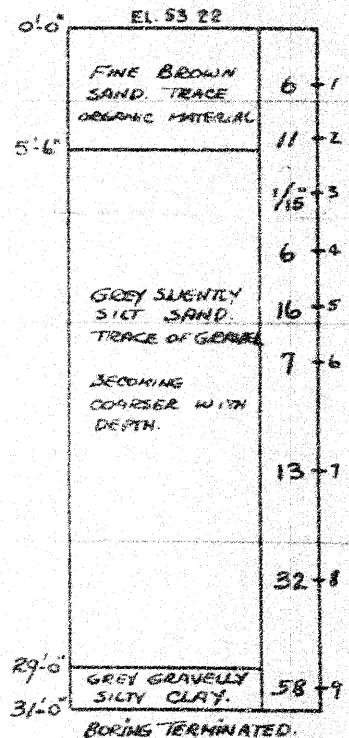 EL. 53 22
0'-0"
FINE BROWN
SAND. TRACE
ORGANIC MATERIAL
6 1
11 2
5'-6"
1/15" 3
6 4
GREY SLIGHTLY
SILT SAND.
TRACE OF GRAVEL
16 5
7 6
BECOMING
COARSER WITH
DEPTH.
13 7
32 8
29'-0"
GREY GRAVELLY
SILTY CLAY.
58 9
31'-0"
BORING TERMINATED.